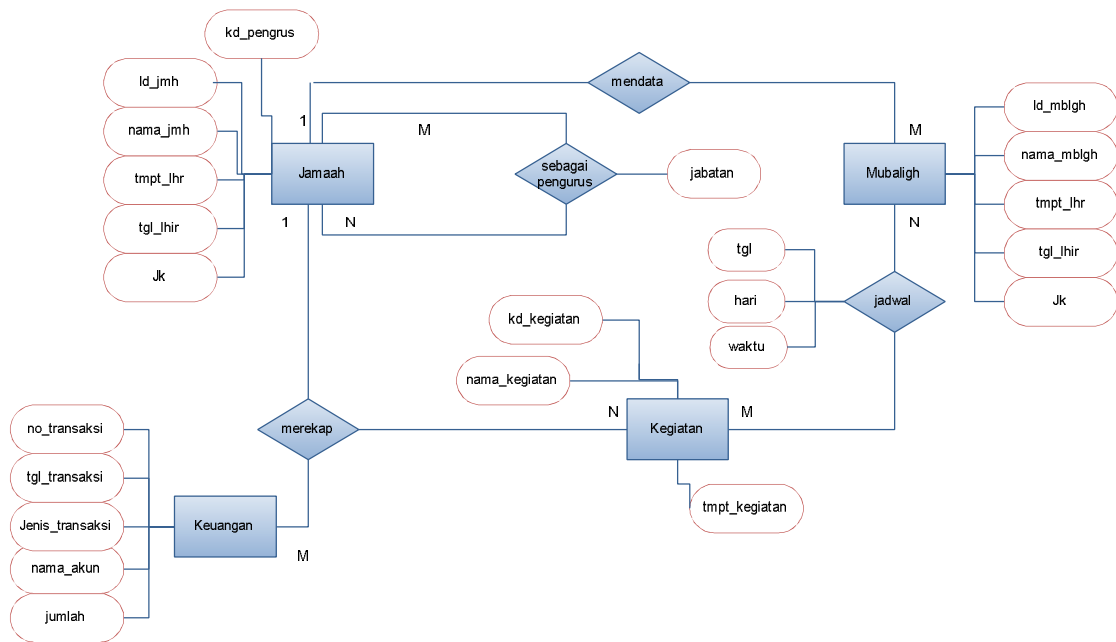 kd_pengrus
Id_jmh
mendata
Id_mblgh
nama_jmh
1
M
M
nama_mblgh
Jamaah
sebagai
pengurus
jabatan
Mubaligh
tmpt_lhr
tmpt_lhr
1
N
N
tgl_lhir
tgl
tgl_lhir
Jk
hari
jadwal
Jk
kd_kegiatan
waktu
nama_kegiatan
N
M
no_transaksi
merekap
Kegiatan
tgl_transaksi
tmpt_kegiatan
Jenis_transaksi
Keuangan
M
nama_akun
jumlah